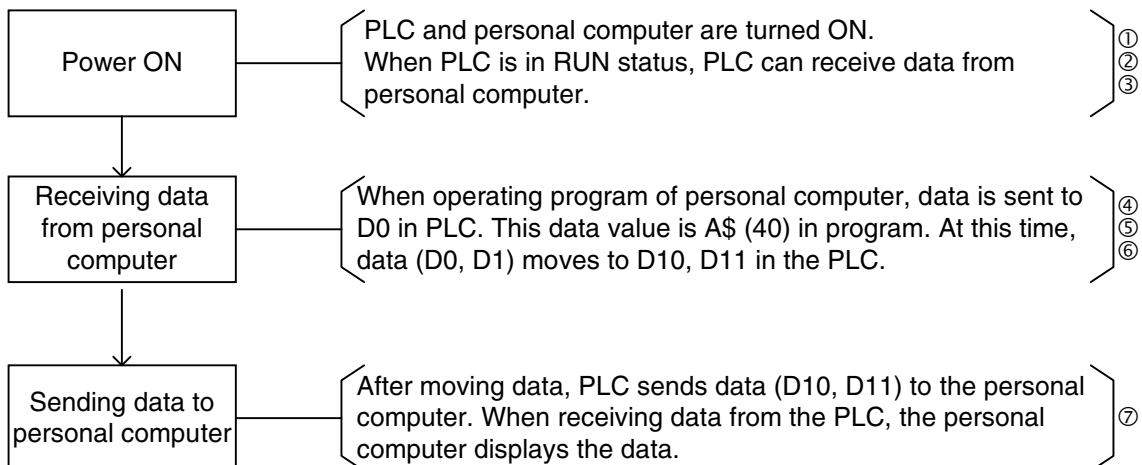 Power ON
PLC and personal computer are turned ON.
When PLC is in RUN status, PLC can receive data from
personal computer.
①
②
③
Receiving data
from personal
computer
When operating program of personal computer, data is sent to
D0 in PLC. This data value is A$ (40) in program. At this time,
data (D0, D1) moves to D10, D11 in the PLC.
④
⑤
⑥
Sending data to
personal computer
After moving data, PLC sends data (D10, D11) to the personal
computer. When receiving data from the PLC, the personal
computer displays the data.
⑦